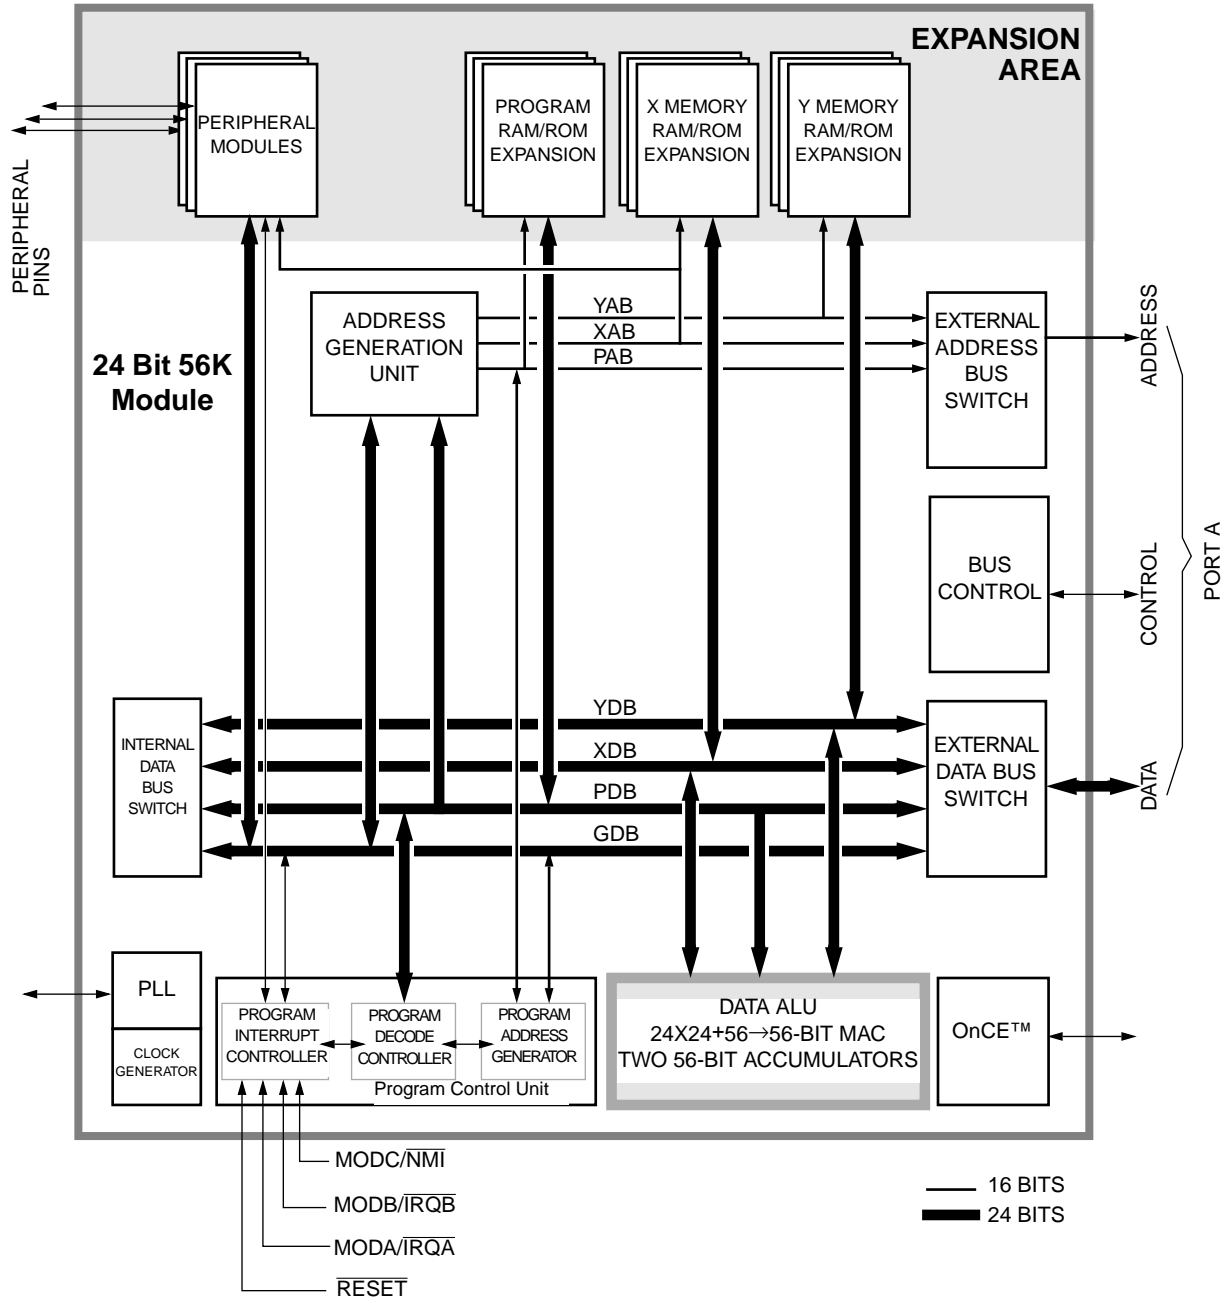 EXPANSION
AREA
PERIPHERAL
MODULES
PROGRAM
RAM/ROM
EXPANSION
X MEMORY
RAM/ROM
EXPANSION
Y MEMORY
RAM/ROM
EXPANSION
PERIPHERAL
PINS
24 Bit 56K
Module
ADDRESS
GENERATION
UNIT
YAB
XAB
PAB
EXTERNAL
ADDRESS
BUS
SWITCH
ADDRESS
BUS
CONTROL
CONTROL
PORT A
INTERNAL
DATA
BUS
SWITCH
YDB
XDB
PDB
GDB
EXTERNAL
DATA BUS
SWITCH
DATA
PLL
CLOCK
GENERATOR
PROGRAM
INTERRUPT
CONTROLLER
PROGRAM
DECODE
CONTROLLER
PROGRAM
ADDRESS
GENERATOR
Program Control Unit
DATA ALU
24X24+56→56-BIT MAC
TWO 56-BIT ACCUMULATORS
OnCE™
MODC/NMI
MODB/IRQB
MODA/IRQA
RESET
16 BITS
24 BITS